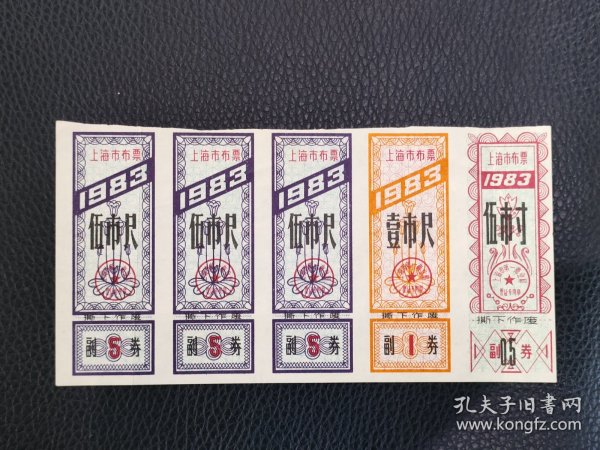 上海市布票
1983
伍市尺
撕下作废
副 5 券
上海市布票
1983
伍市尺
撕下作废
副 5 券
上海市布票
1983
伍市尺
撕下作废
副 5 券
上海市布票
1983
壹市尺
撕下作废
副 1 券
上海市布票
1983
伍市寸
撕下作废
副 0.5 券
孔夫子旧书网
www.kongfz.com